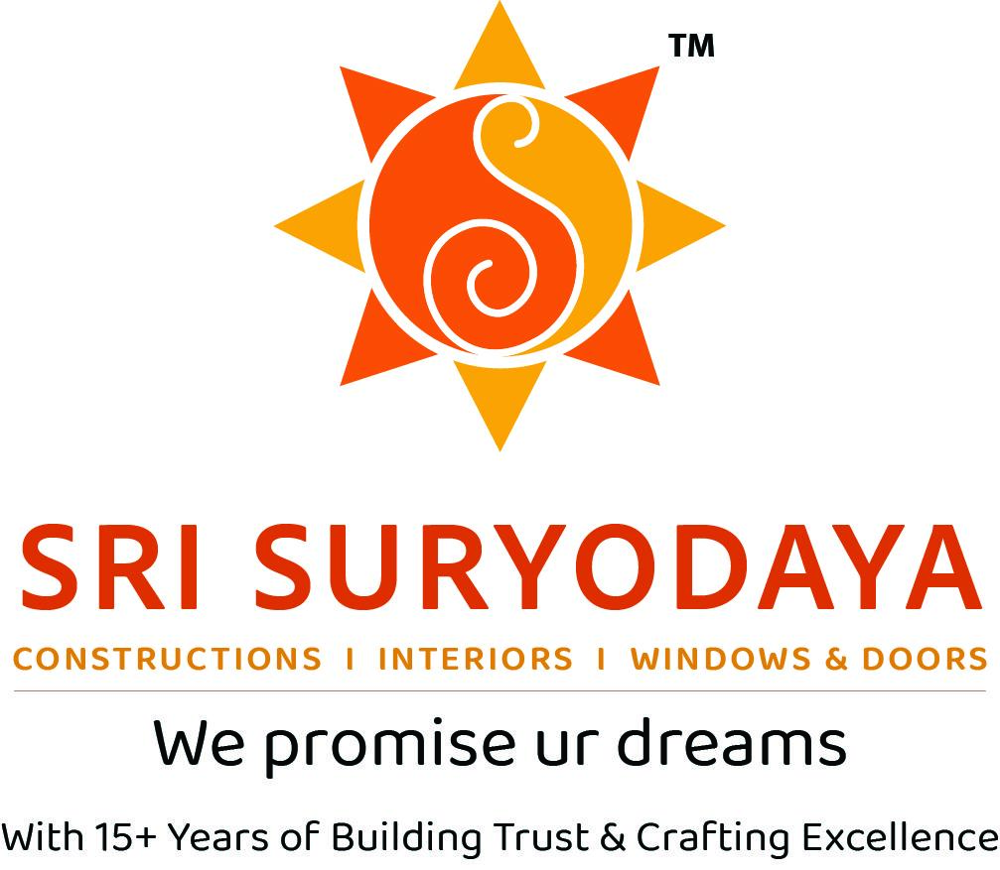 TM
SRI SURYODAYA
CONSTRUCTIONS I INTERIORS I WINDOWS & DOORS
We promise ur dreams
With 15+ Years of Building Trust & Crafting Excellence